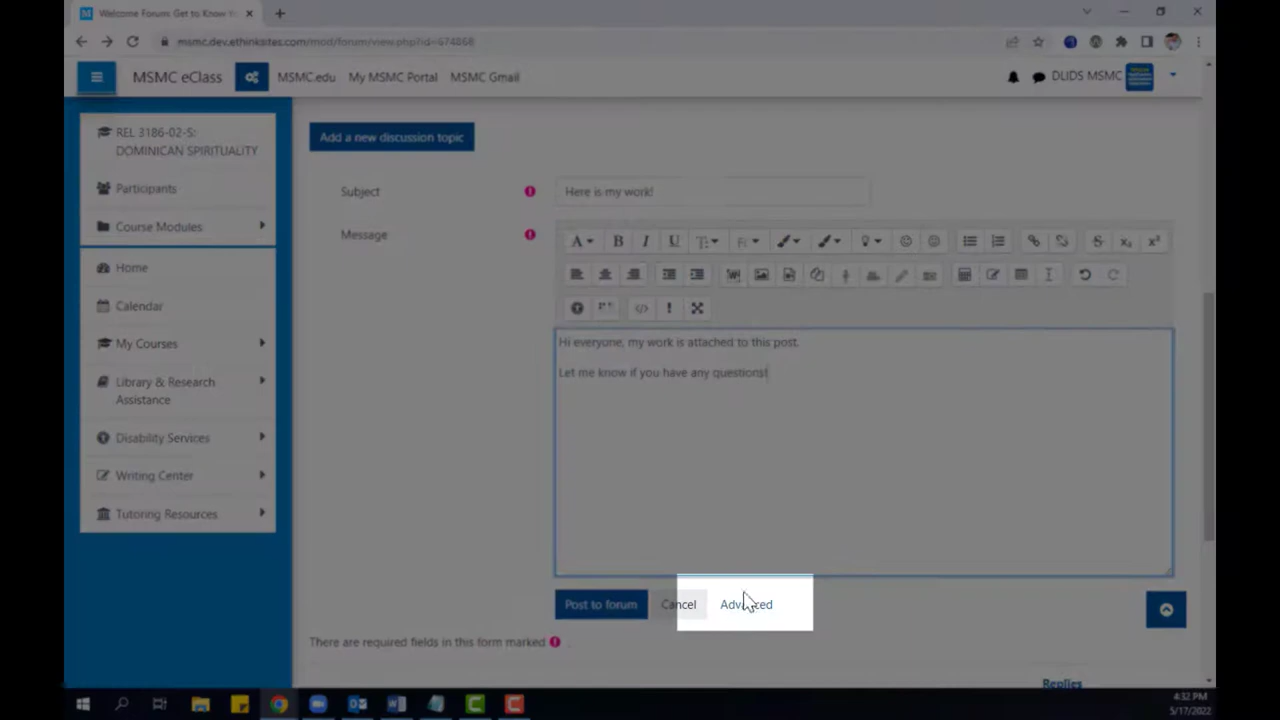 Welcome Forum: Get to Know Y
msmc.dev.ethinksites.com/mod/forum/view.php?id=674868
MSMC eClass
MSMC.edu
My MSMC Portal
MSMC Gmail
DLIDS MSMC
REL 3186-02-S:
DOMINICAN SPIRITUALITY
Participants
Course Modules
Home
Calendar
My Courses
Library & Research
Assistance
Disability Services
Writing Center
Tutoring Resources
Add a new discussion topic
Subject
Here is my work!
Message
Hi everyone, my work is attached to this post.
Let me know if you have any questions!
Post to forum
Cancel
Advanced
There are required fields in this form marked
Replies
4:32 PM
5/17/2022